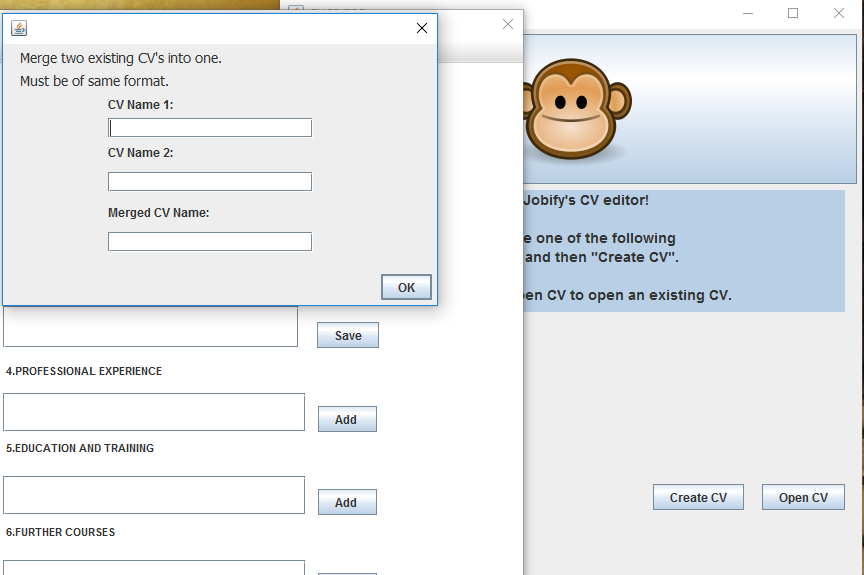 Merge two existing CV's into one.
Must be of same format.
CV Name 1:
CV Name 2:
Merged CV Name:
OK
Save
4.PROFESSIONAL EXPERIENCE
Add
5.EDUCATION AND TRAINING
Add
6.FURTHER COURSES
Jobify's CV editor!
e one of the following
and then "Create CV".
en CV to open an existing CV.
Create CV
Open CV